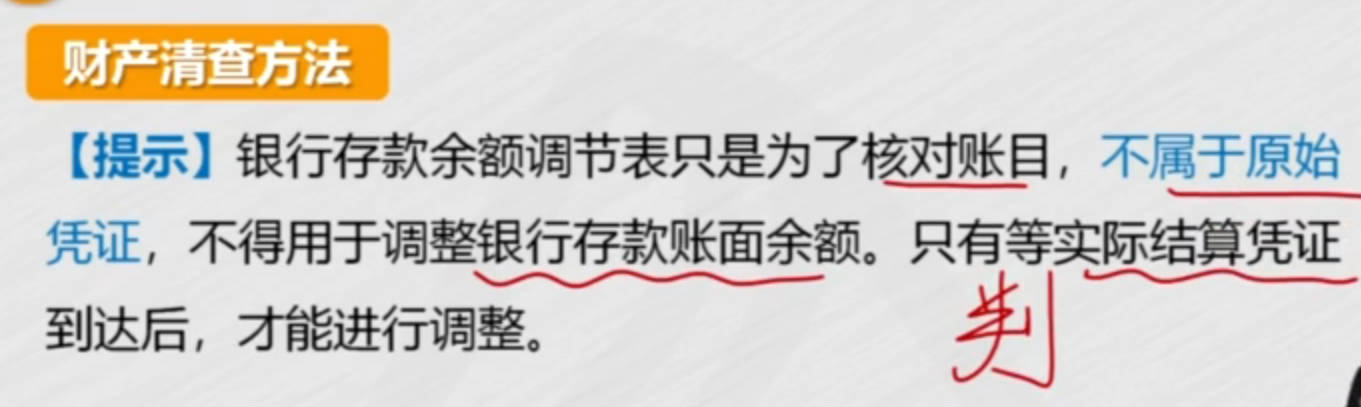 财产清查方法
【提示】银行存款余额调节表只是为了核对账目，不属于原始
凭证，不得用于调整银行存款账面余额。只有等实际结算凭证
到达后，才能进行调整。
判